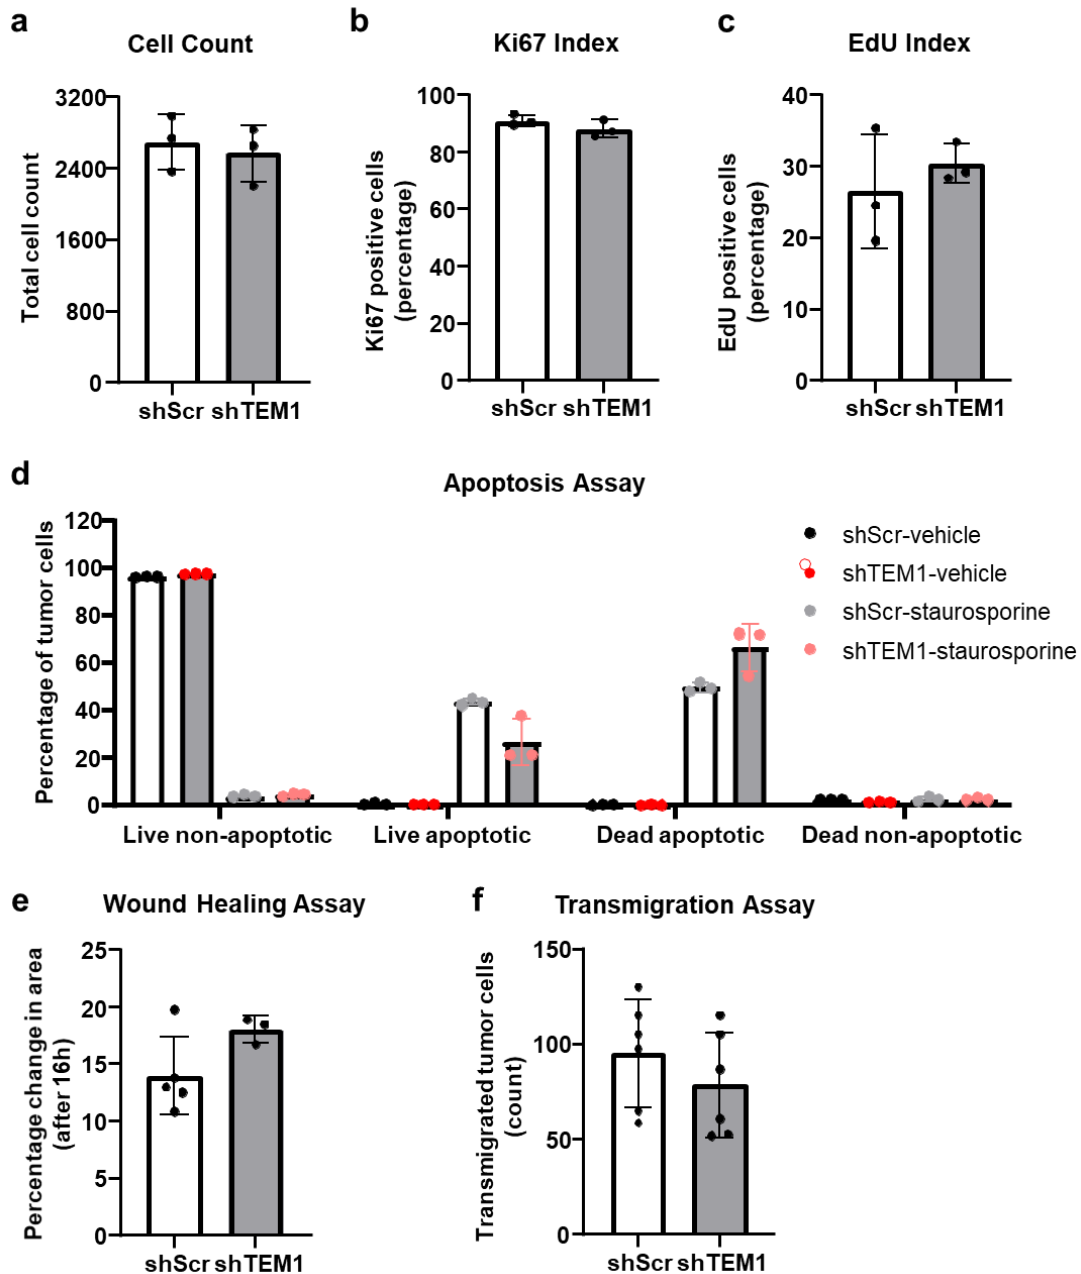 a
Cell Count
Total cell count
3200
2400
1600
800
0
shScr shTEM1
b
Ki67 Index
Ki67 positive cells
(percentage)
100
80
60
40
20
0
shScr shTEM1
c
EdU Index
EdU positive cells
(percentage)
40
30
20
10
0
shScr shTEM1
d
Apoptosis Assay
Percentage of tumor cells
120
100
80
60
40
20
0
Live non-apoptotic
Live apoptotic
Dead apoptotic
Dead non-apoptotic
shScr-vehicle
shTEM1-vehicle
shScr-staurosporine
shTEM1-staurosporine
e
Wound Healing Assay
Percentage change in area
(after 16h)
25
20
15
10
5
0
shScr shTEM1
f
Transmigration Assay
Transmigrated tumor cells
(count)
150
100
50
0
shScr shTEM1